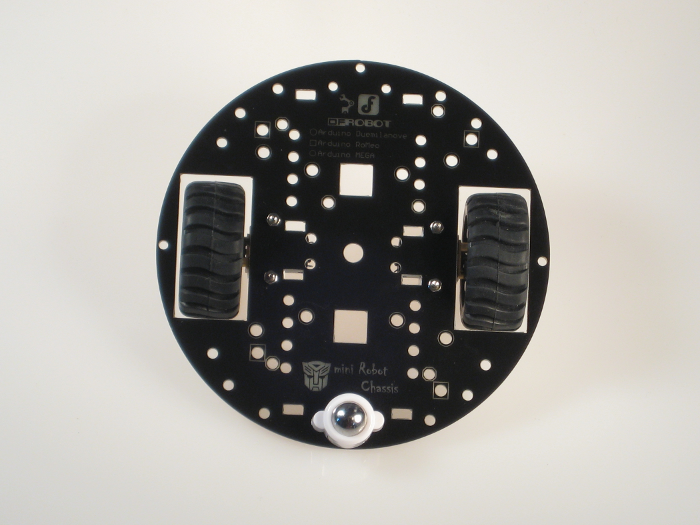 DFROBOT
Arduino Duemilanove
Arduino RoMeo
Arduino MEGA
mini Robot
Chassis